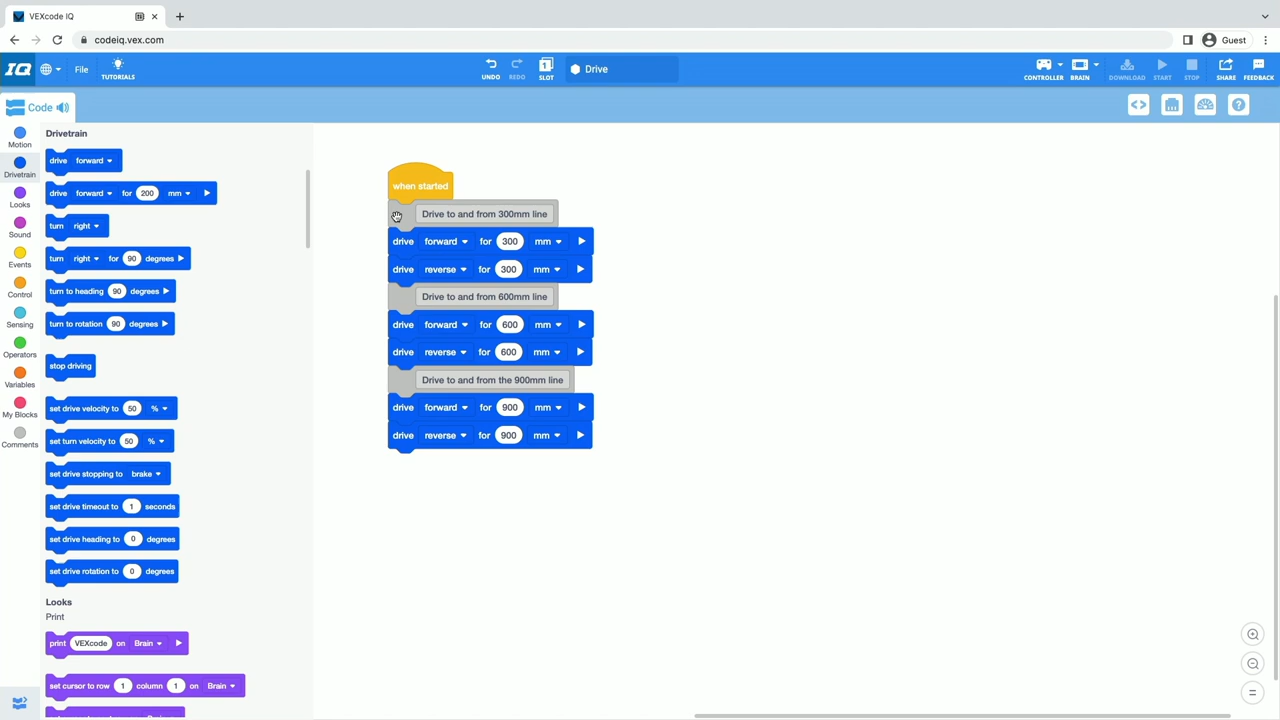 VEXcode IQ
codeiq.vex.com
Guest
IQ
File
TUTORIALS
UNDO
REDO
1
SLOT
Drive
CONTROLLER
BRAIN
DOWNLOAD
START
STOP
SHARE
FEEDBACK
Code
Motion
Drivetrain
Looks
Sound
Events
Control
Sensing
Operators
Variables
My Blocks
Comments
Drivetrain
drive forward
drive forward for 200 mm
turn right
turn right for 90 degrees
turn to heading 90 degrees
turn to rotation 90 degrees
stop driving
set drive velocity to 50 %
set turn velocity to 50 %
set drive stopping to brake
set drive timeout to 1 seconds
set drive heading to 0 degrees
set drive rotation to 0 degrees
Looks
Print
print VEXcode on Brain
set cursor to row 1 column 1 on Brain
when started
Drive to and from 300mm line
drive forward for 300 mm
drive reverse for 300 mm
Drive to and from 600mm line
drive forward for 600 mm
drive reverse for 600 mm
Drive to and from the 900mm line
drive forward for 900 mm
drive reverse for 900 mm